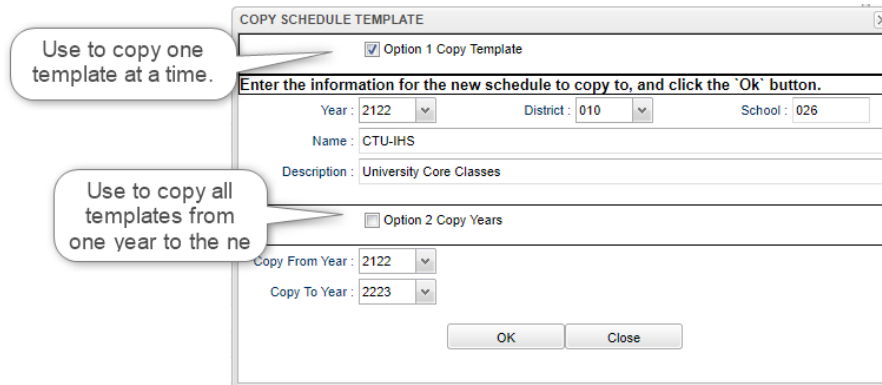 COPY SCHEDULE TEMPLATE
Use to copy one
template at a time.
Option 1 Copy Template
Enter the information for the new schedule to copy to, and click the `Ok` button.
Year : 2122 District : 010 School : 026
Name : CTU-IHS
Description : University Core Classes
Use to copy all
templates from
one year to the ne
Option 2 Copy Years
Copy From Year : 2122
Copy To Year : 2223
OK Close